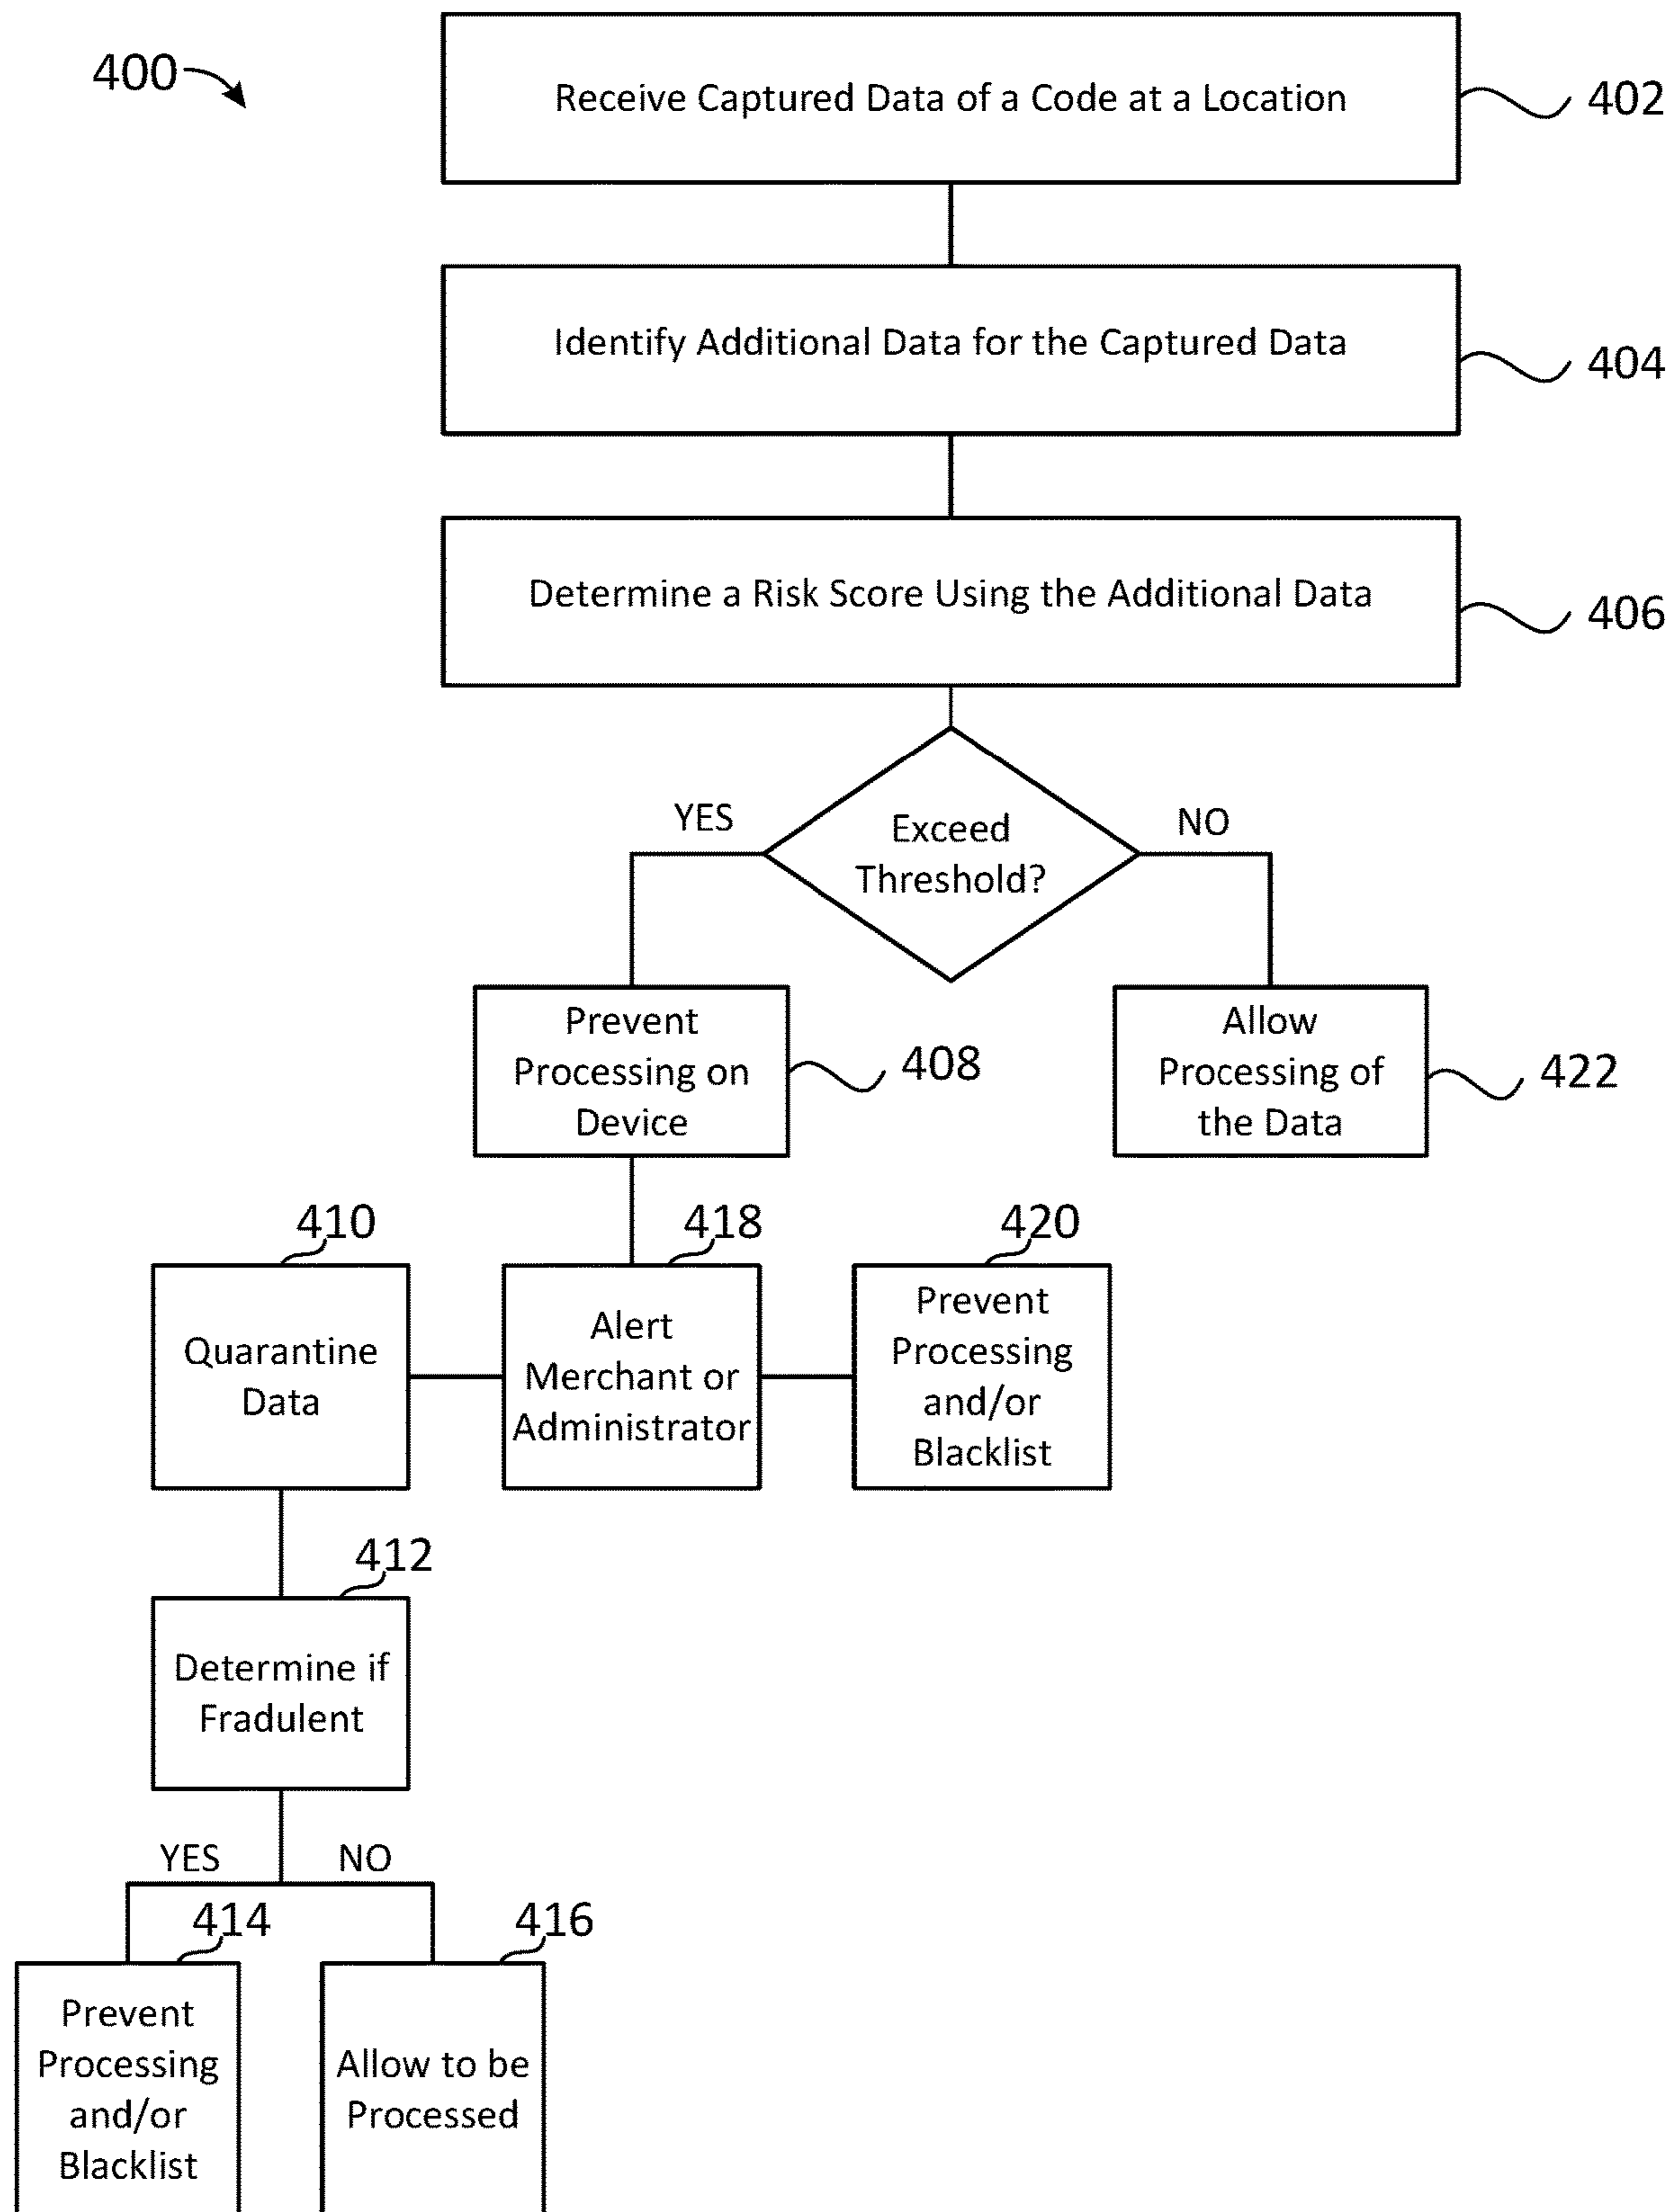 400
Receive Captured Data of a Code at a Location
402
Identify Additional Data for the Captured Data
404
Determine a Risk Score Using the Additional Data
406
YES
Exceed
Threshold?
NO
Prevent
Processing on
Device
408
Allow
Processing of
the Data
422
410
Quarantine
Data
418
Alert
Merchant or
Administrator
420
Prevent
Processing
and/or
Blacklist
412
Determine if
Fradulent
YES
NO
414
Prevent
Processing
and/or
Blacklist
416
Allow to be
Processed